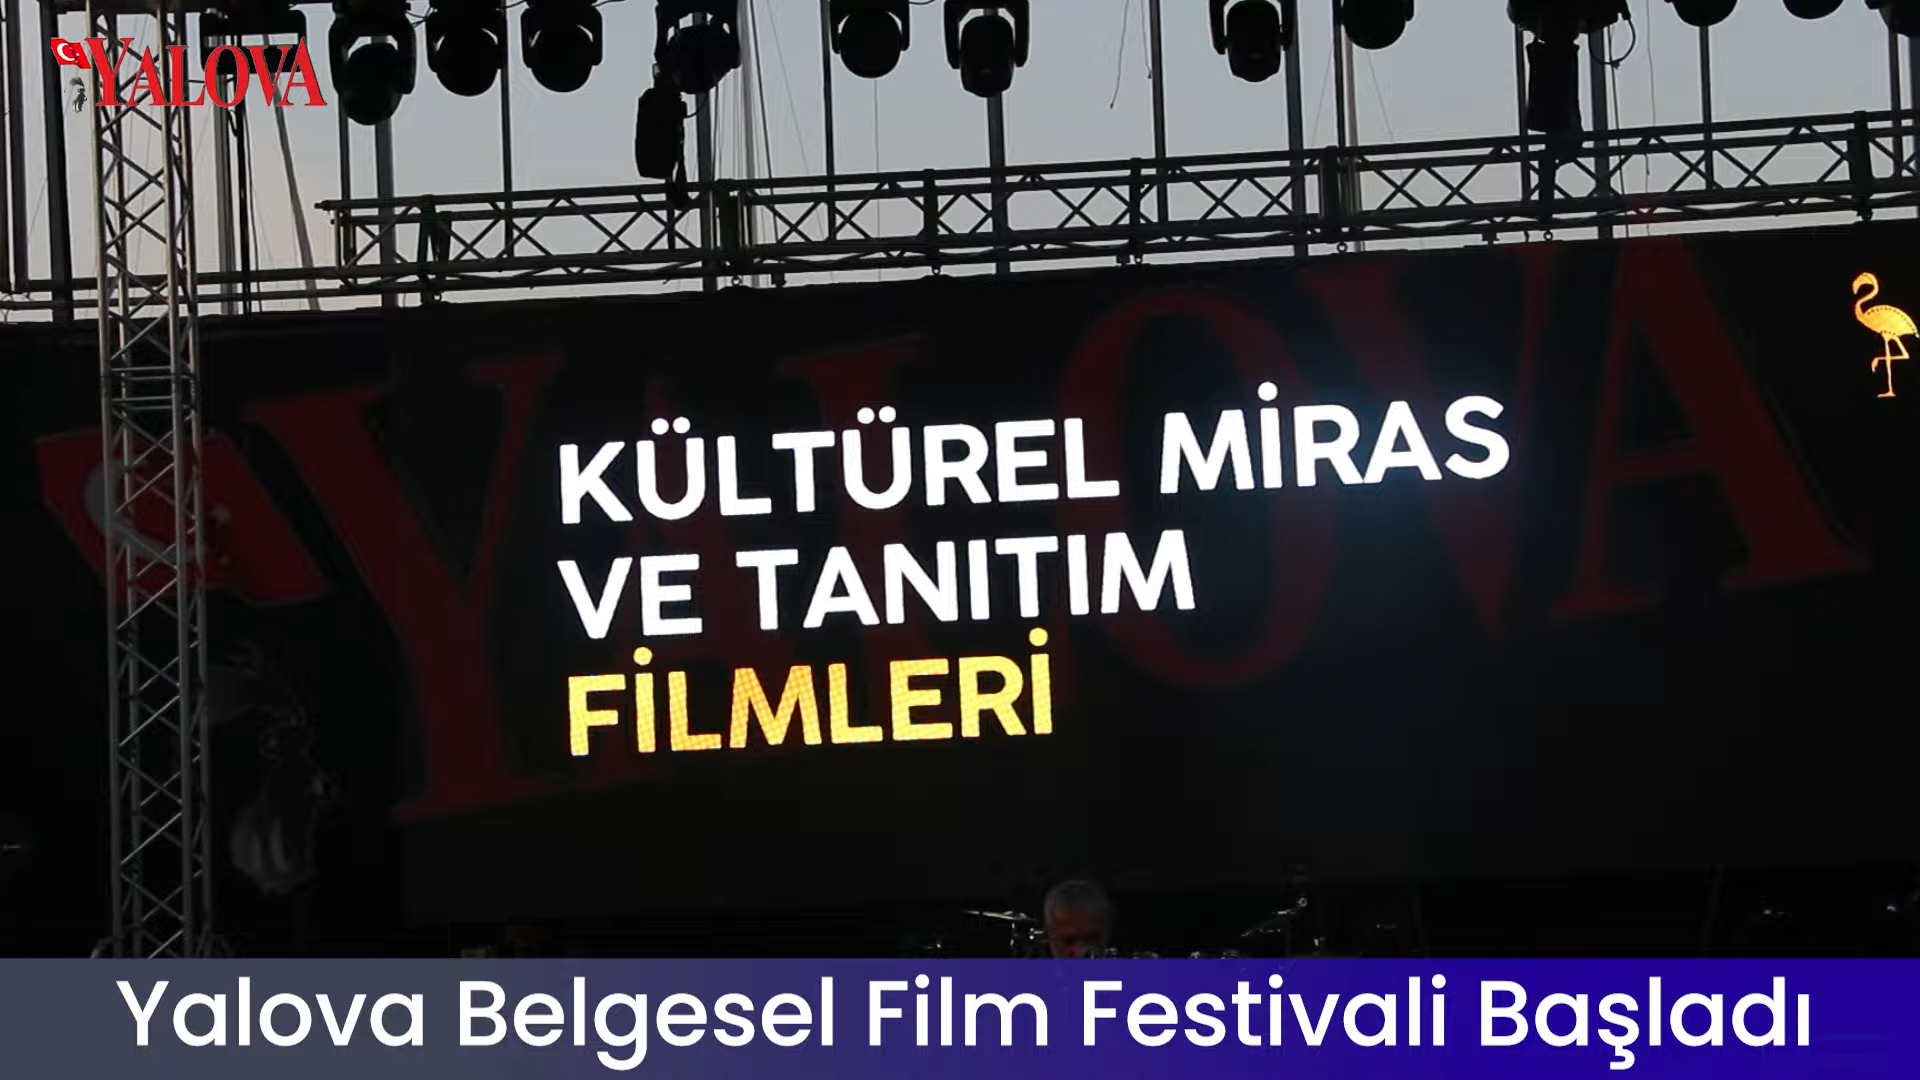 YALOVA
KÜLTÜREL MİRAS
VE TANITIM
FİLMLERİ
Yalova Belgesel Film Festivali Başladı